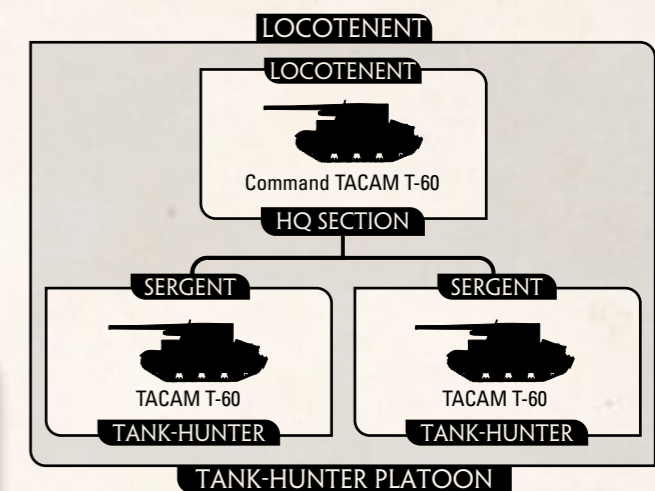 LOCOTENENT
LOCOTENENT
Command TACAM T-60
HQ SECTION
SERGENT
SERGENT
TACAM T-60
TACAM T-60
TANK-HUNTER
TANK-HUNTER
TANK-HUNTER PLATOON